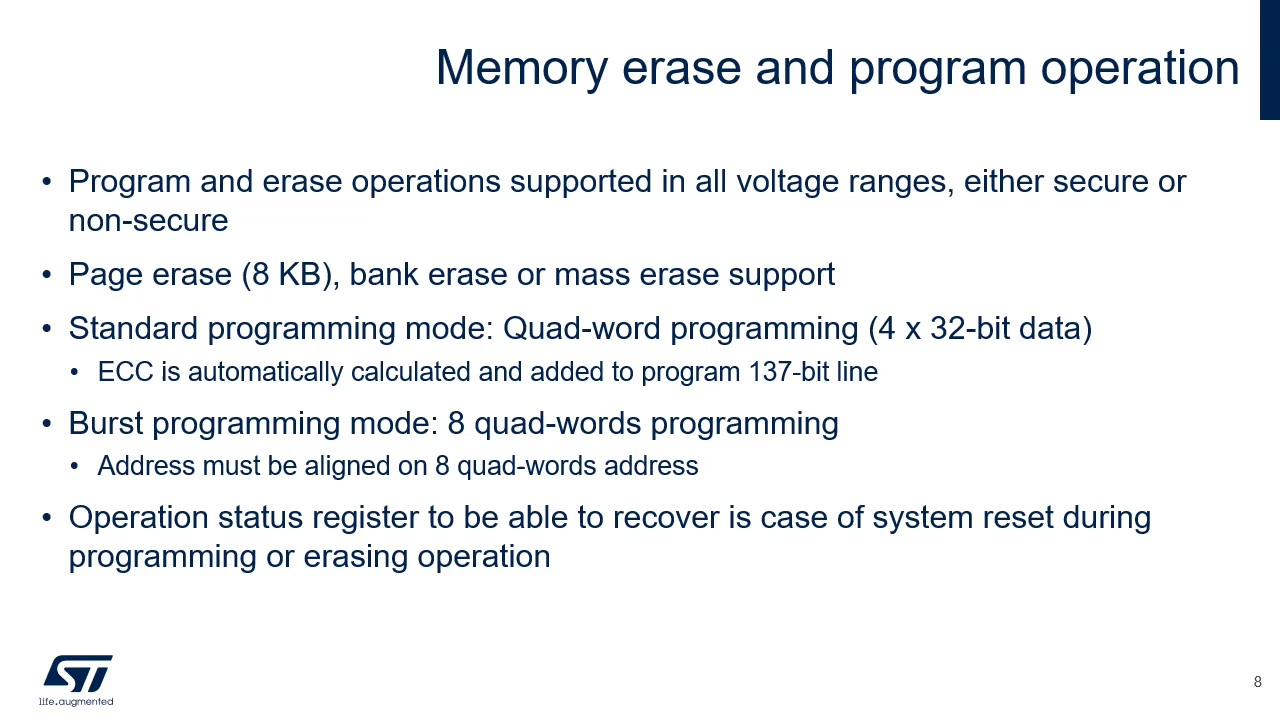 Memory erase and program operation
• Program and erase operations supported in all voltage ranges, either secure or
non-secure
• Page erase (8 KB), bank erase or mass erase support
• Standard programming mode: Quad-word programming (4 x 32-bit data)
• ECC is automatically calculated and added to program 137-bit line
• Burst programming mode: 8 quad-words programming
• Address must be aligned on 8 quad-words address
• Operation status register to be able to recover is case of system reset during
programming or erasing operation
ST
life.augmented
8